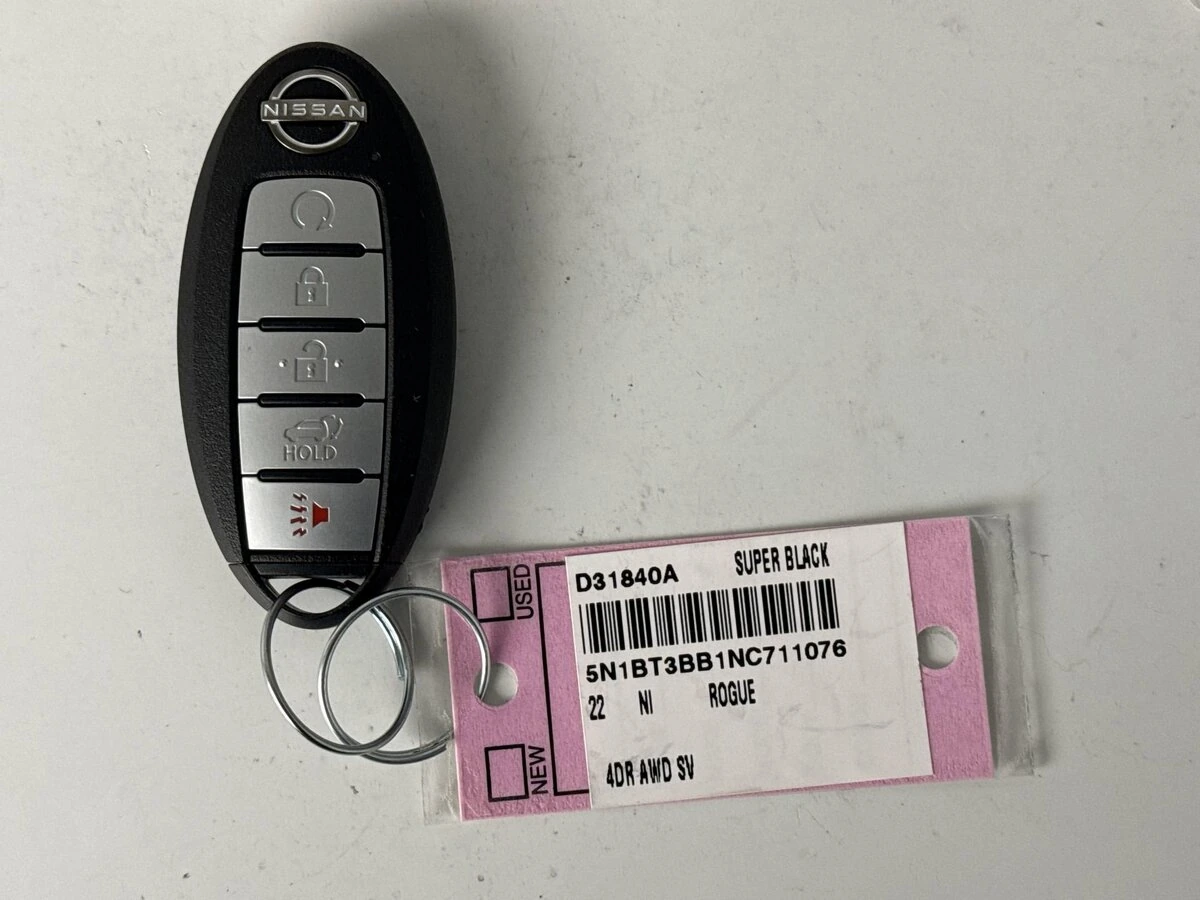 NISSAN
HOLD
USED
NEW
D31840A SUPER BLACK
5N1BT3BB1NC711076
22 NI ROGUE
4DR AWD SV